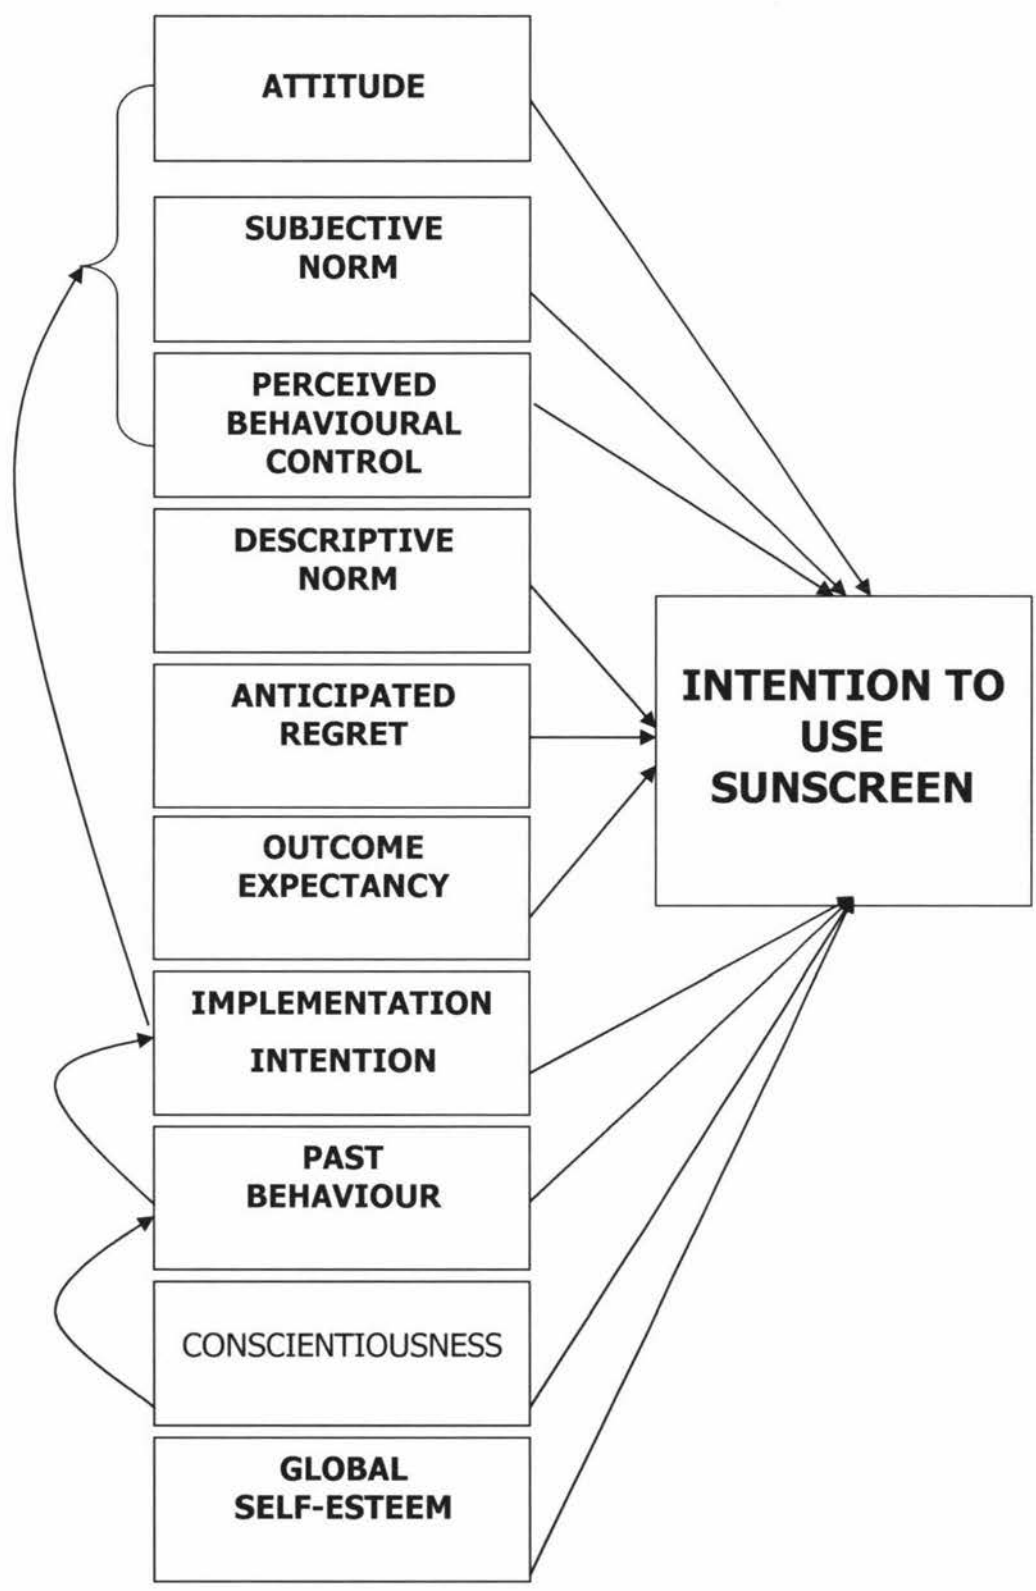 ATTITUDE
SUBJECTIVE
NORM
PERCEIVED
BEHAVIOURAL
CONTROL
DESCRIPTIVE
NORM
ANTICIPATED
REGRET
OUTCOME
EXPECTANCY
IMPLEMENTATION
INTENTION
PAST
BEHAVIOUR
CONSCIENTIOUSNESS
GLOBAL
SELF-ESTEEM
INTENTION TO
USE
SUNSCREEN